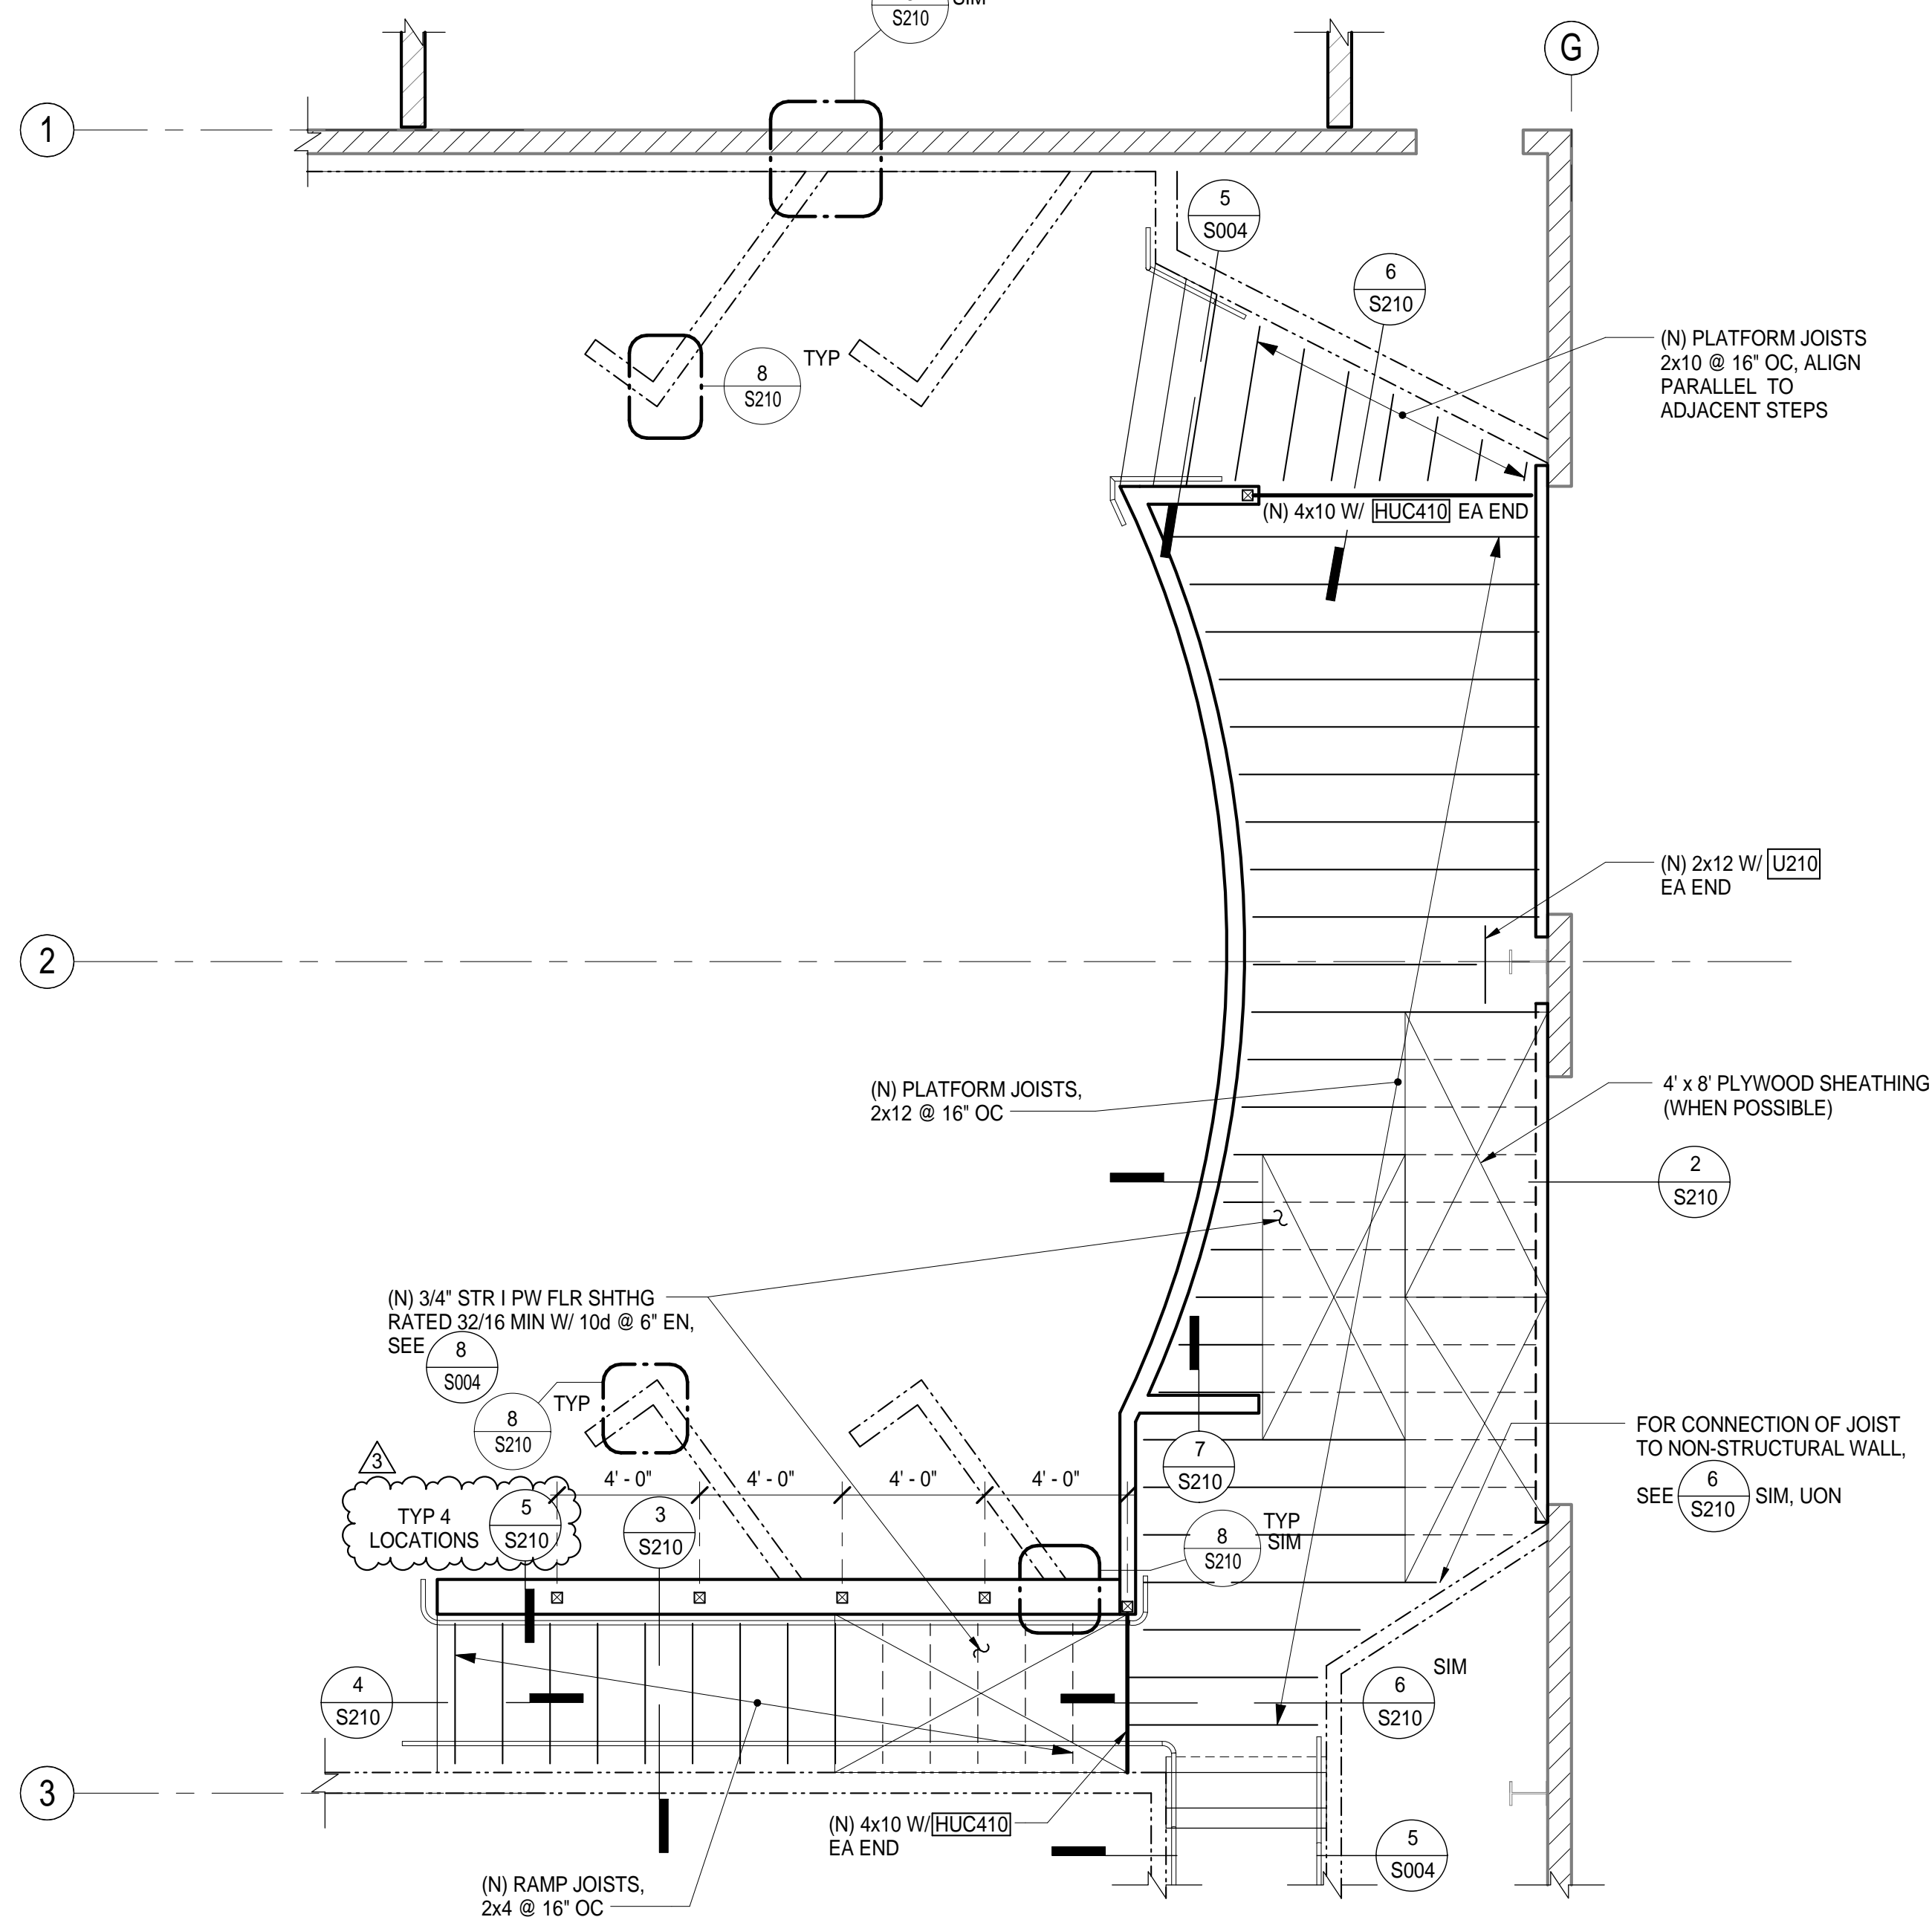 SIM
S210
G
1
5
S004
6
S210
(N) PLATFORM JOISTS
2x10 @ 16" OC, ALIGN
PARALLEL TO
ADJACENT STEPS
8
S210
TYP
(N) 4x10 W/ HUC410 EA END
(N) 2x12 W/ U210
EA END
2
(N) PLATFORM JOISTS,
2x12 @ 16" OC
4' x 8' PLYWOOD SHEATHING
(WHEN POSSIBLE)
2
S210
(N) 3/4" STR I PW FLR SHTHG
RATED 32/16 MIN W/ 10d @ 6" EN,
SEE 8
S004
8
S210
TYP
FOR CONNECTION OF JOIST
TO NON-STRUCTURAL WALL,
SEE 6
S210 SIM, UON
7
S210
3
4' - 0" 4' - 0" 4' - 0" 4' - 0"
TYP 4
LOCATIONS
5
S210
3
S210
8
S210
TYP
SIM
4
S210
6
S210
SIM
3
(N) 4x10 W/ HUC410
EA END
5
S004
(N) RAMP JOISTS,
2x4 @ 16" OC